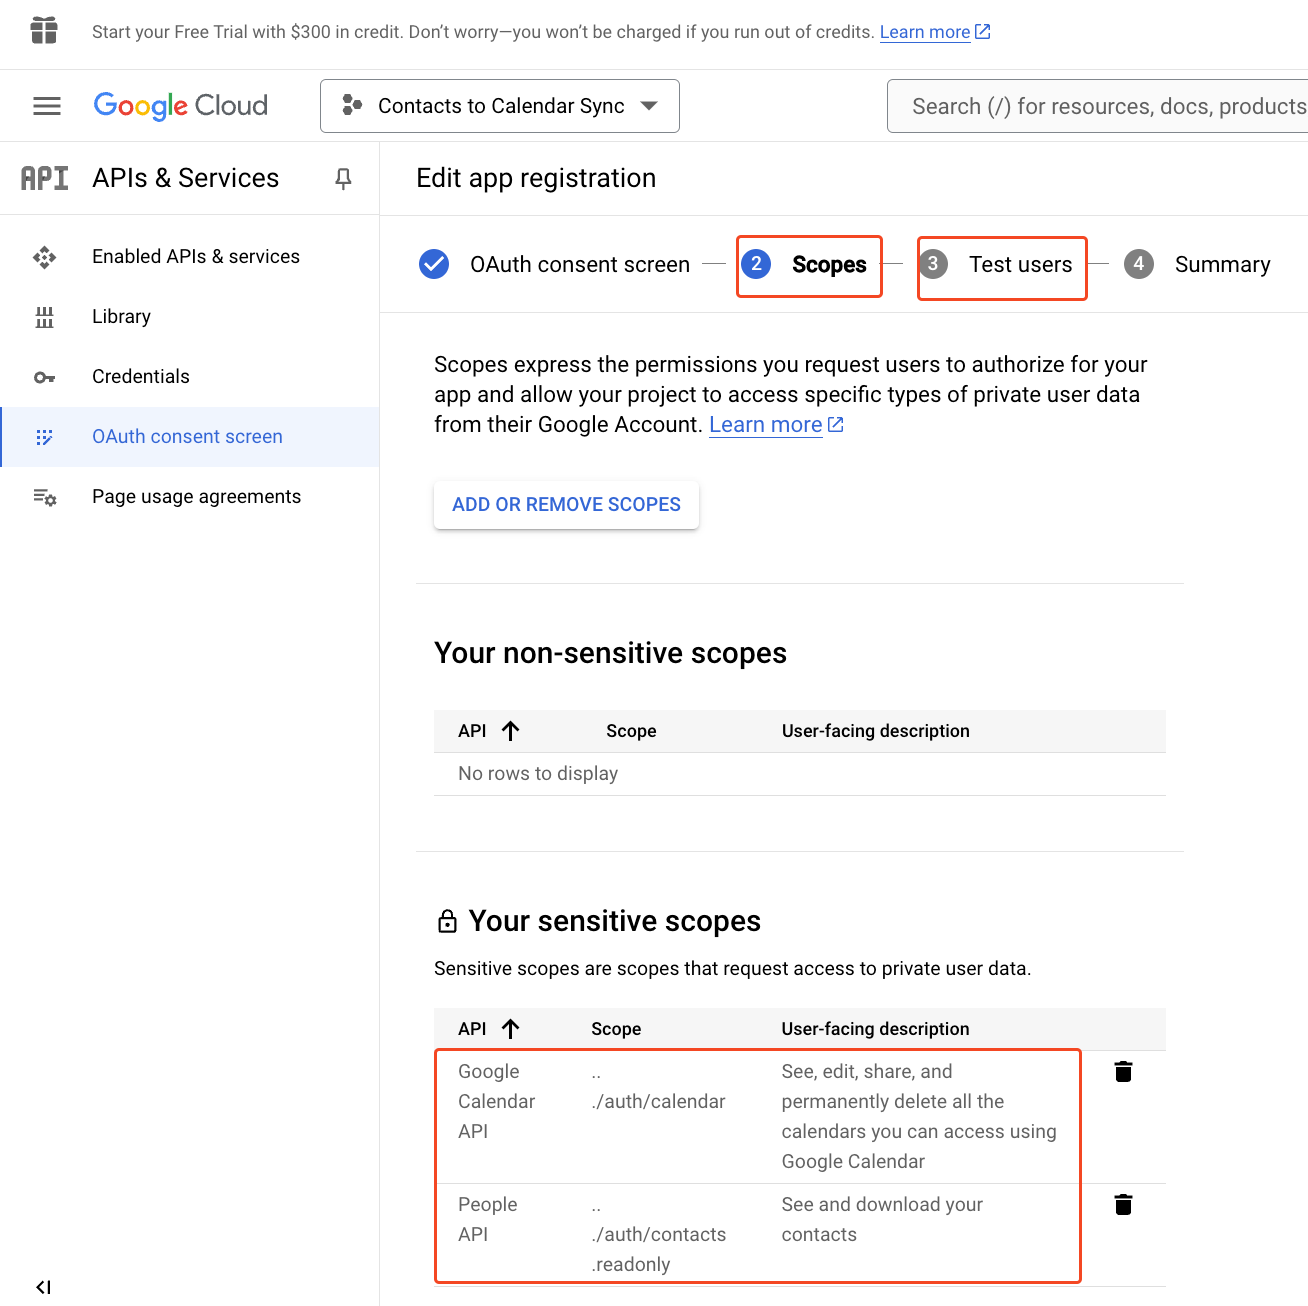 Start your Free Trial with $300 in credit. Don’t worry—you won’t be charged if you run out of credits. Learn more
Google Cloud
Contacts to Calendar Sync
Search (/) for resources, docs, products
API
APIs & Services
Edit app registration
Enabled APIs & services
Library
Credentials
OAuth consent screen
Page usage agreements
OAuth consent screen
2 Scopes
3 Test users
4 Summary
Scopes express the permissions you request users to authorize for your
app and allow your project to access specific types of private user data
from their Google Account. Learn more
ADD OR REMOVE SCOPES
Your non-sensitive scopes
API Scope User-facing description
No rows to display
Your sensitive scopes
Sensitive scopes are scopes that request access to private user data.
API Scope User-facing description
Google .. See, edit, share, and
Calendar ./auth/calendar permanently delete all the
API calendars you can access using
Google Calendar
People .. See and download your
API ./auth/contacts contacts
.readonly